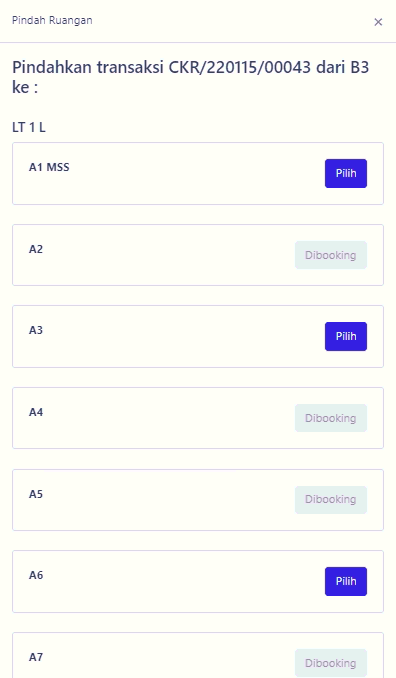 Pindah Ruangan
×
Pindahkan transaksi CKR/220115/00043 dari B3
ke :
LT 1 L
A1 MSS
Pilih
A2
Dibooking
A3
Pilih
A4
Dibooking
A5
Dibooking
A6
Pilih
A7
Dibooking